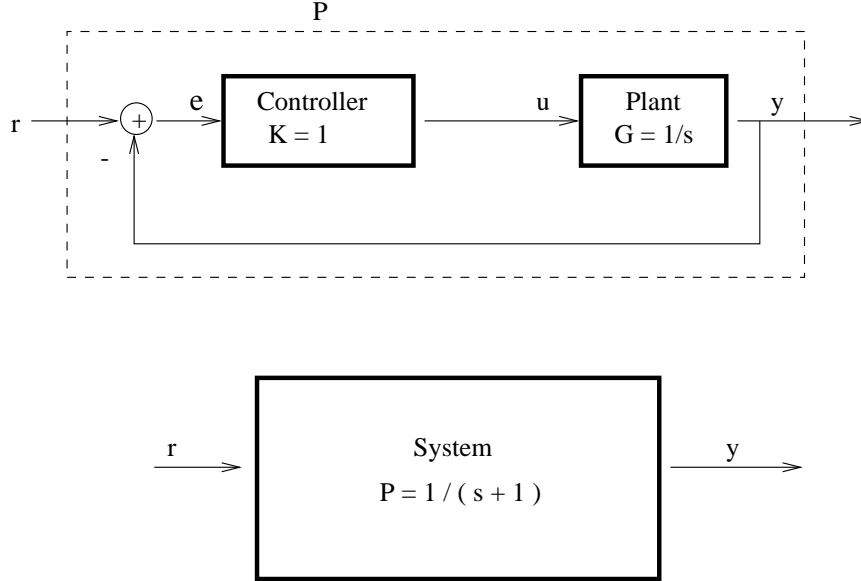 P
r
+
-
e
Controller
K = 1
u
Plant
G = 1/s
y
r
System
P = 1 / ( s + 1 )
y